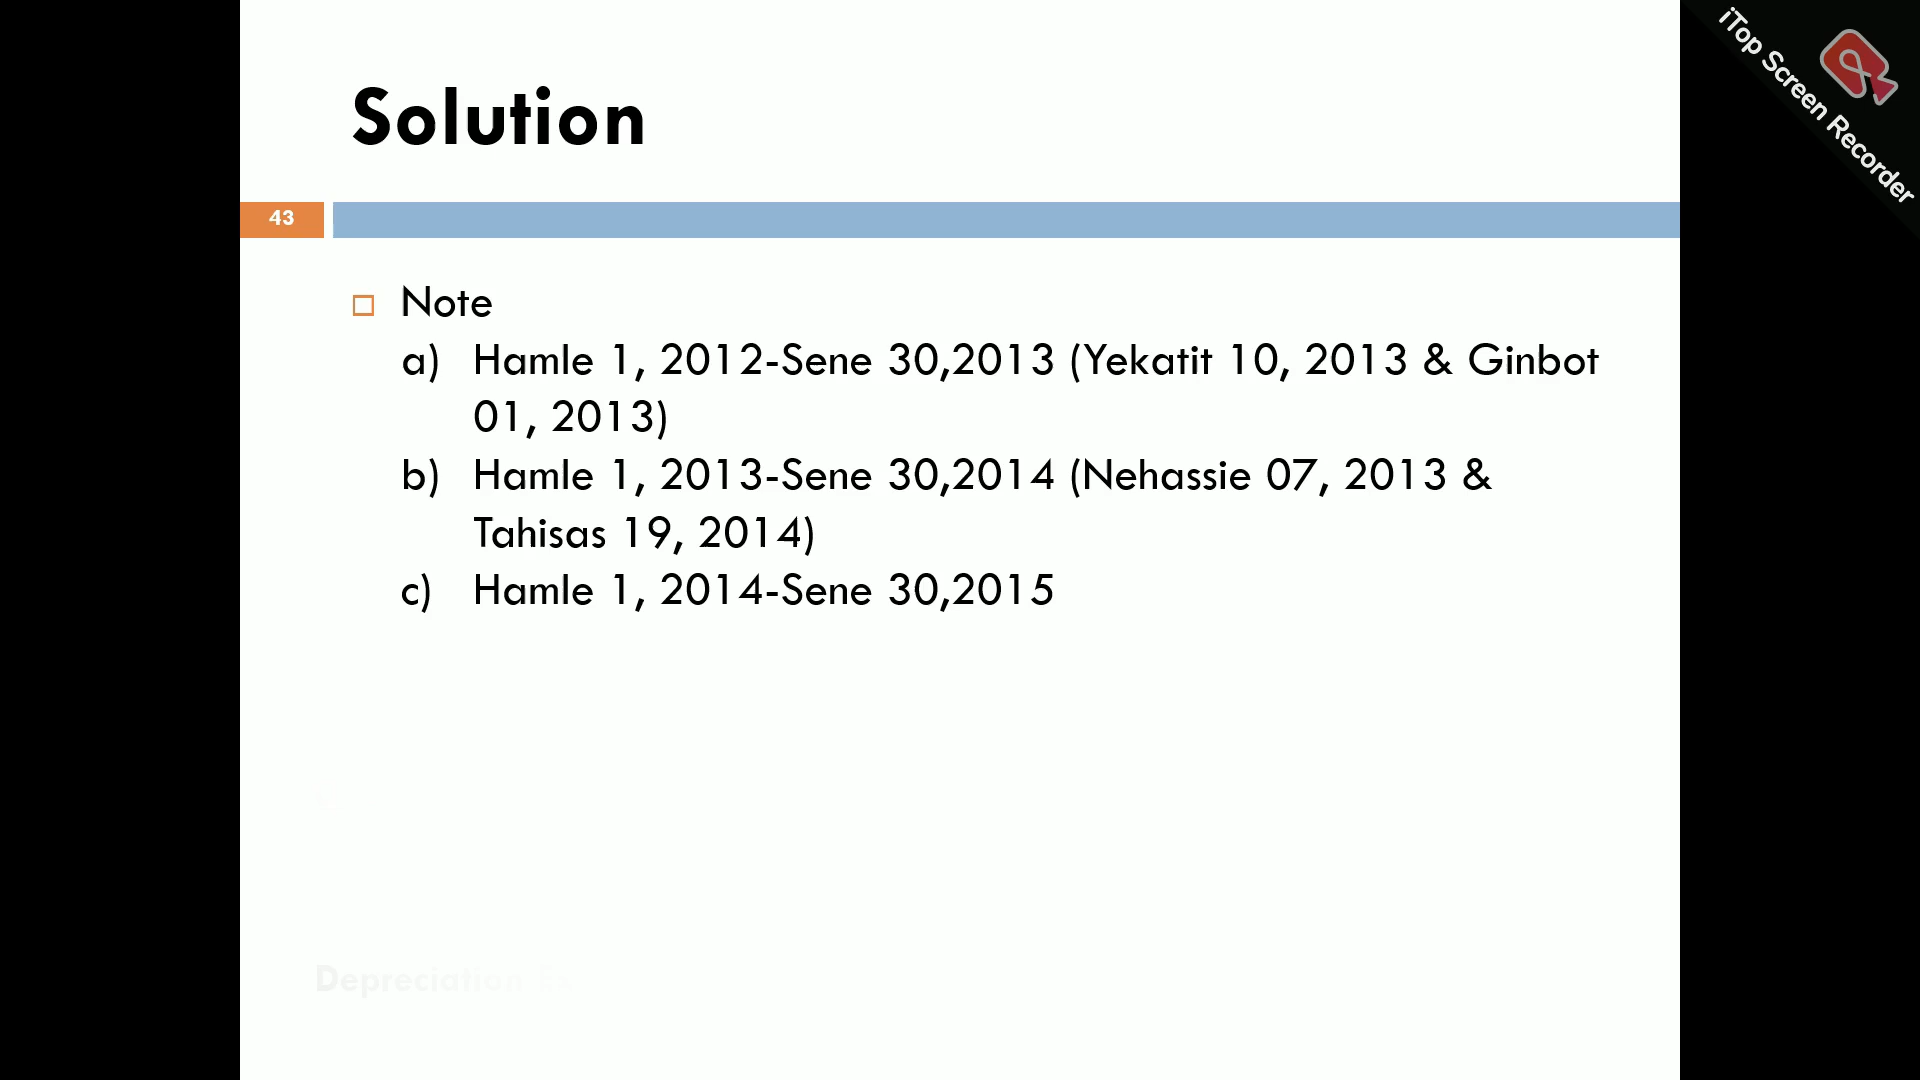 Solution
43
Note
a) Hamle 1, 2012-Sene 30,2013 (Yekatit 10, 2013 & Ginbot
01, 2013)
b) Hamle 1, 2013-Sene 30,2014 (Nehassie 07, 2013 &
Tahisas 19, 2014)
c) Hamle 1, 2014-Sene 30,2015
Depreciation
iTop Screen Recorder